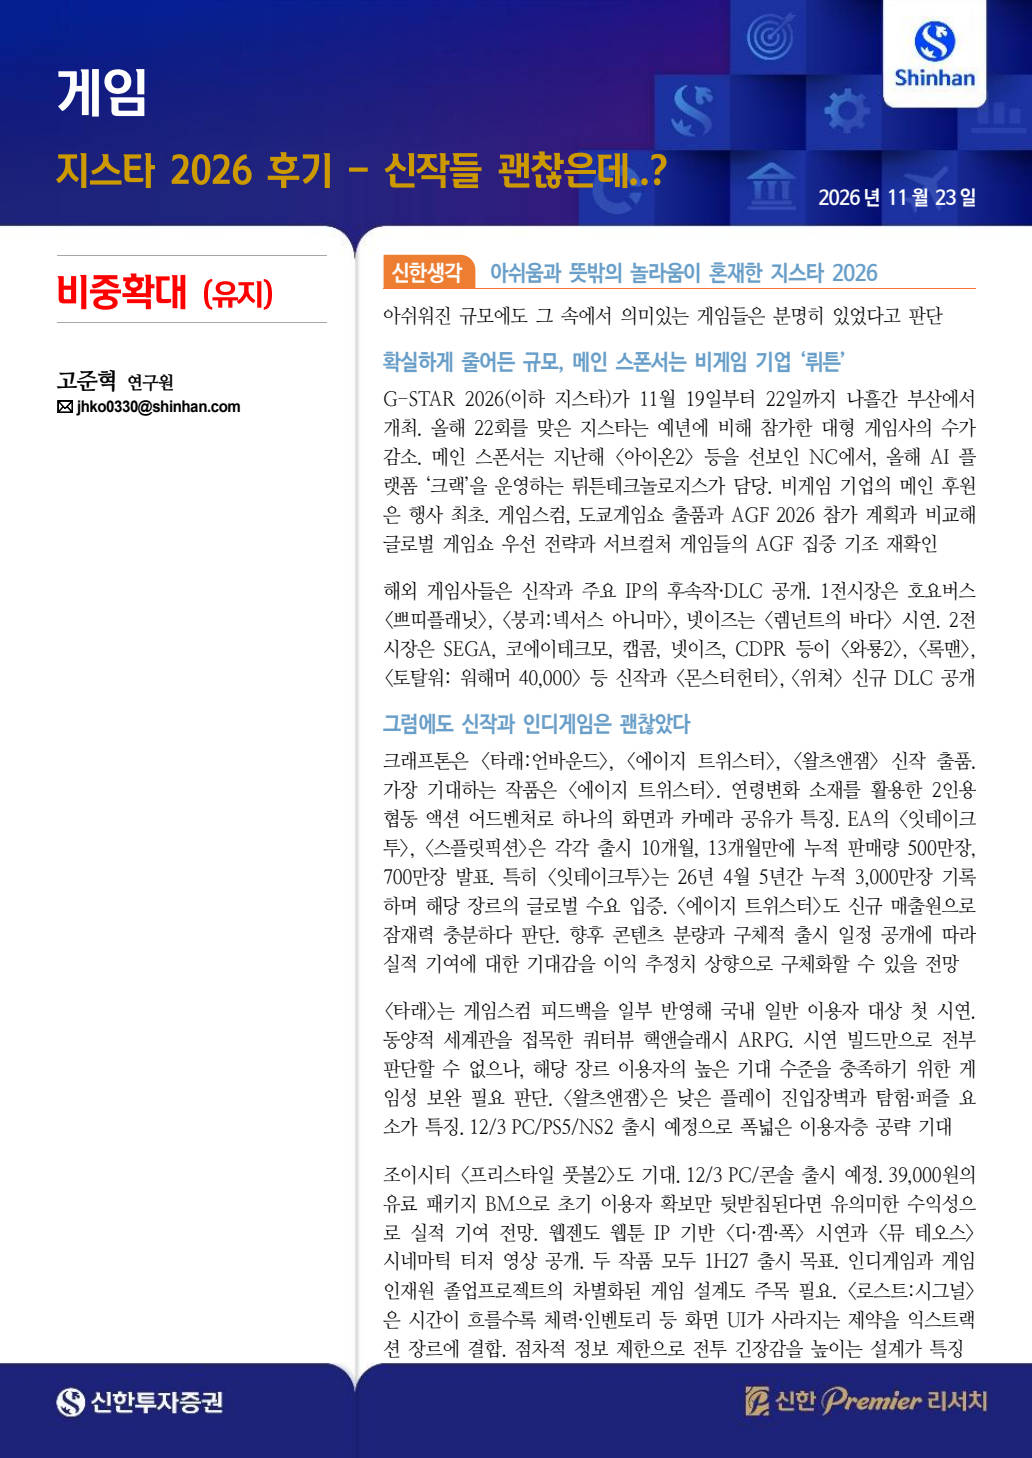 Shinhan
게임
지스타 2026 후기 – 신작들 괜찮은데..?
2026년 11월 23일
비중확대 (유지)
고준혁 연구원
jhko0330@shinhan.com
신한생각 아쉬움과 뜻밖의 놀라움이 혼재한 지스타 2026
아쉬워진 규모에도 그 속에서 의미있는 게임들은 분명히 있었다고 판단
확실하게 줄어든 규모, 메인 스폰서는 비게임 기업 ‘뤼튼’
G-STAR 2026(이하 지스타)가 11월 19일부터 22일까지 나흘간 부산에서
개최. 올해 22회를 맞은 지스타는 예년에 비해 참가한 대형 게임사의 수가
감소. 메인 스폰서는 지난해 〈아이온2〉 등을 선보인 NC에서, 올해 AI 플
랫폼 ‘크랙’을 운영하는 뤼튼테크놀로지스가 담당. 비게임 기업의 메인 후원
은 행사 최초. 게임스컴, 도쿄게임쇼 출품과 AGF 2026 참가 계획과 비교해
글로벌 게임쇼 우선 전략과 서브컬처 게임들의 AGF 집중 기조 재확인
해외 게임사들은 신작과 주요 IP의 후속작·DLC 공개. 1전시장은 호요버스
〈쁘띠플래닛〉, 〈붕괴:넥서스 아니마〉, 넷이즈는 〈렘넌트의 바다〉 시연. 2전
시장은 SEGA, 코에이테크모, 캡콤, 넷이즈, CDPR 등이 〈와룡2〉, 〈록맨〉,
〈토탈워: 워해머 40,000〉 등 신작과 〈몬스터헌터〉, 〈위쳐〉 신규 DLC 공개
그럼에도 신작과 인디게임은 괜찮았다
크래프톤은 〈타래:언바운드〉, 〈에이지 트위스터〉, 〈왈츠앤잼〉 신작 출품.
가장 기대하는 작품은 〈에이지 트위스터〉. 연령변화 소재를 활용한 2인용
협동 액션 어드벤처로 하나의 화면과 카메라 공유가 특징. EA의 〈잇테이크
투〉, 〈스플릿픽션〉은 각각 출시 10개월, 13개월만에 누적 판매량 500만장,
700만장 발표. 특히 〈잇테이크투〉는 26년 4월 5년간 누적 3,000만장 기록
하며 해당 장르의 글로벌 수요 입증. 〈에이지 트위스터〉도 신규 매출원으로
잠재력 충분하다 판단. 향후 콘텐츠 분량과 구체적 출시 일정 공개에 따라
실적 기여에 대한 기대감을 이익 추정치 상향으로 구체화할 수 있을 전망
〈타래〉는 게임스컴 피드백을 일부 반영해 국내 일반 이용자 대상 첫 시연.
동양적 세계관을 접목한 쿼터뷰 핵앤슬래시 ARPG. 시연 빌드만으로 전부
판단할 수 없으나, 해당 장르 이용자의 높은 기대 수준을 충족하기 위한 게
임성 보완 필요 판단. 〈왈츠앤잼〉은 낮은 플레이 진입장벽과 탐험·퍼즐 요
소가 특징. 12/3 PC/PS5/NS2 출시 예정으로 폭넓은 이용자층 공략 기대
조이시티 〈프리스타일 풋볼2〉도 기대. 12/3 PC/콘솔 출시 예정. 39,000원의
유료 패키지 BM으로 초기 이용자 확보만 뒷받침된다면 유의미한 수익성으
로 실적 기여 전망. 웹젠도 웹툰 IP 기반 〈디·겜·폭〉 시연과 〈뮤 테오스〉
시네마틱 티저 영상 공개. 두 작품 모두 1H27 출시 목표. 인디게임과 게임
인재원 졸업프로젝트의 차별화된 게임 설계도 주목 필요. 〈로스트:시그널〉
은 시간이 흐를수록 체력·인벤토리 등 화면 UI가 사라지는 제약을 익스트랙
션 장르에 결합. 점차적 정보 제한으로 전투 긴장감을 높이는 설계가 특징
신한투자증권
신한 Premier 리서치